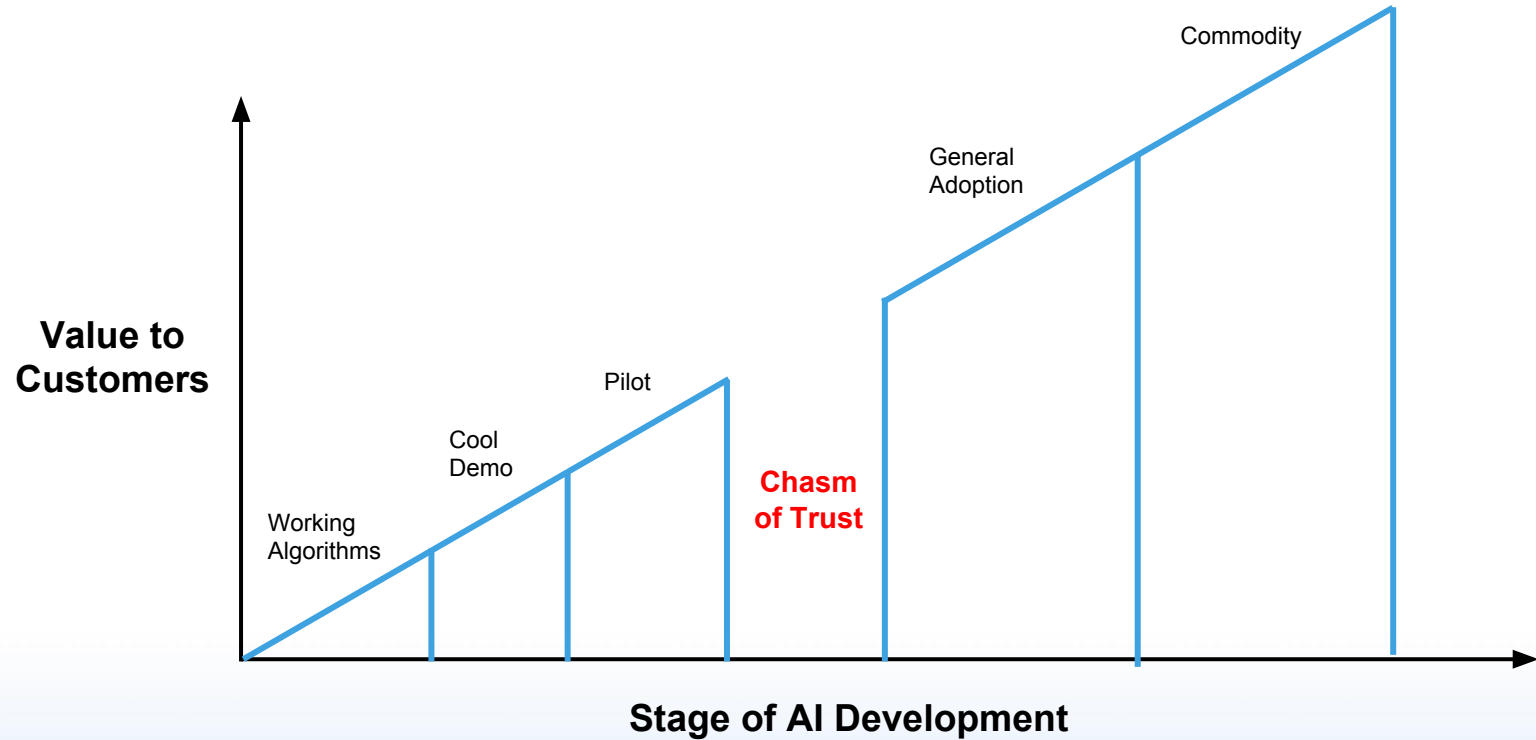 Commodity
General
Adoption
Value to
Customers
Pilot
Cool
Demo
Chasm
of Trust
Working
Algorithms
Stage of AI Development